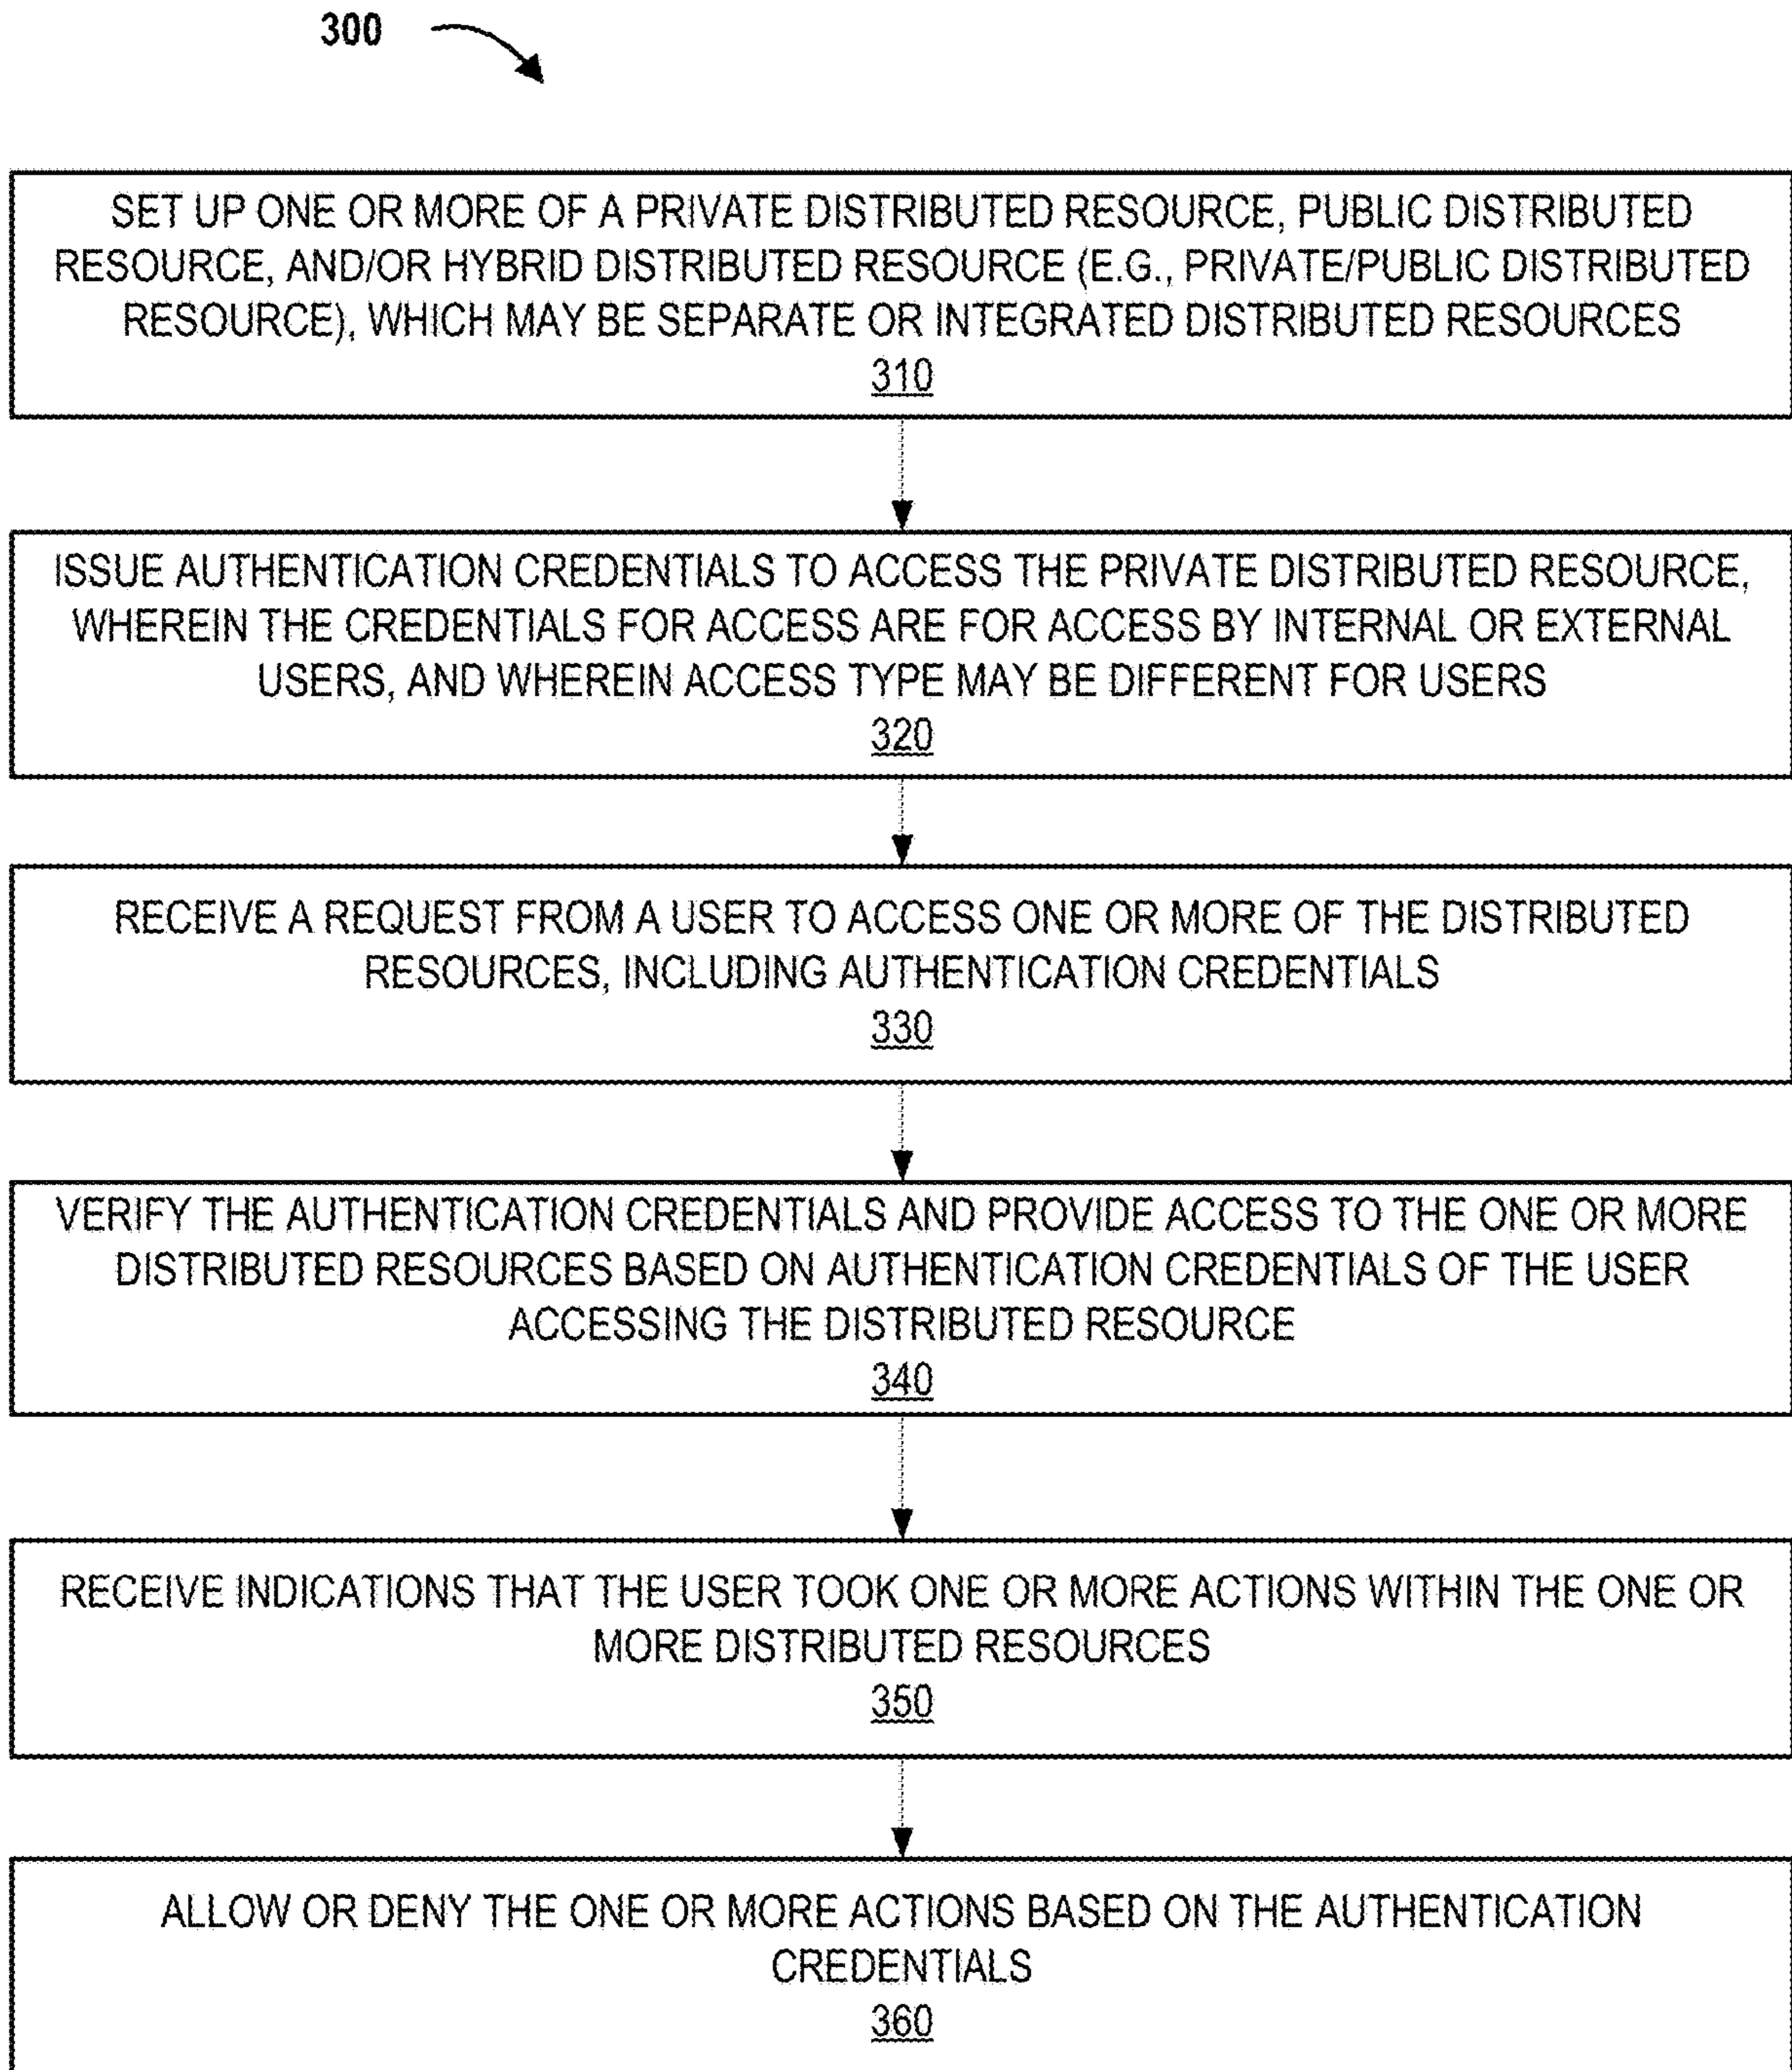 300
SET UP ONE OR MORE OF A PRIVATE DISTRIBUTED RESOURCE, PUBLIC DISTRIBUTED
RESOURCE, AND/OR HYBRID DISTRIBUTED RESOURCE (E.G., PRIVATE/PUBLIC DISTRIBUTED
RESOURCE), WHICH MAY BE SEPARATE OR INTEGRATED DISTRIBUTED RESOURCES
310
ISSUE AUTHENTICATION CREDENTIALS TO ACCESS THE PRIVATE DISTRIBUTED RESOURCE,
WHEREIN THE CREDENTIALS FOR ACCESS ARE FOR ACCESS BY INTERNAL OR EXTERNAL
USERS, AND WHEREIN ACCESS TYPE MAY BE DIFFERENT FOR USERS
320
RECEIVE A REQUEST FROM A USER TO ACCESS ONE OR MORE OF THE DISTRIBUTED
RESOURCES, INCLUDING AUTHENTICATION CREDENTIALS
330
VERIFY THE AUTHENTICATION CREDENTIALS AND PROVIDE ACCESS TO THE ONE OR MORE
DISTRIBUTED RESOURCES BASED ON AUTHENTICATION CREDENTIALS OF THE USER
ACCESSING THE DISTRIBUTED RESOURCE
340
RECEIVE INDICATIONS THAT THE USER TOOK ONE OR MORE ACTIONS WITHIN THE ONE OR
MORE DISTRIBUTED RESOURCES
350
ALLOW OR DENY THE ONE OR MORE ACTIONS BASED ON THE AUTHENTICATION
CREDENTIALS
360